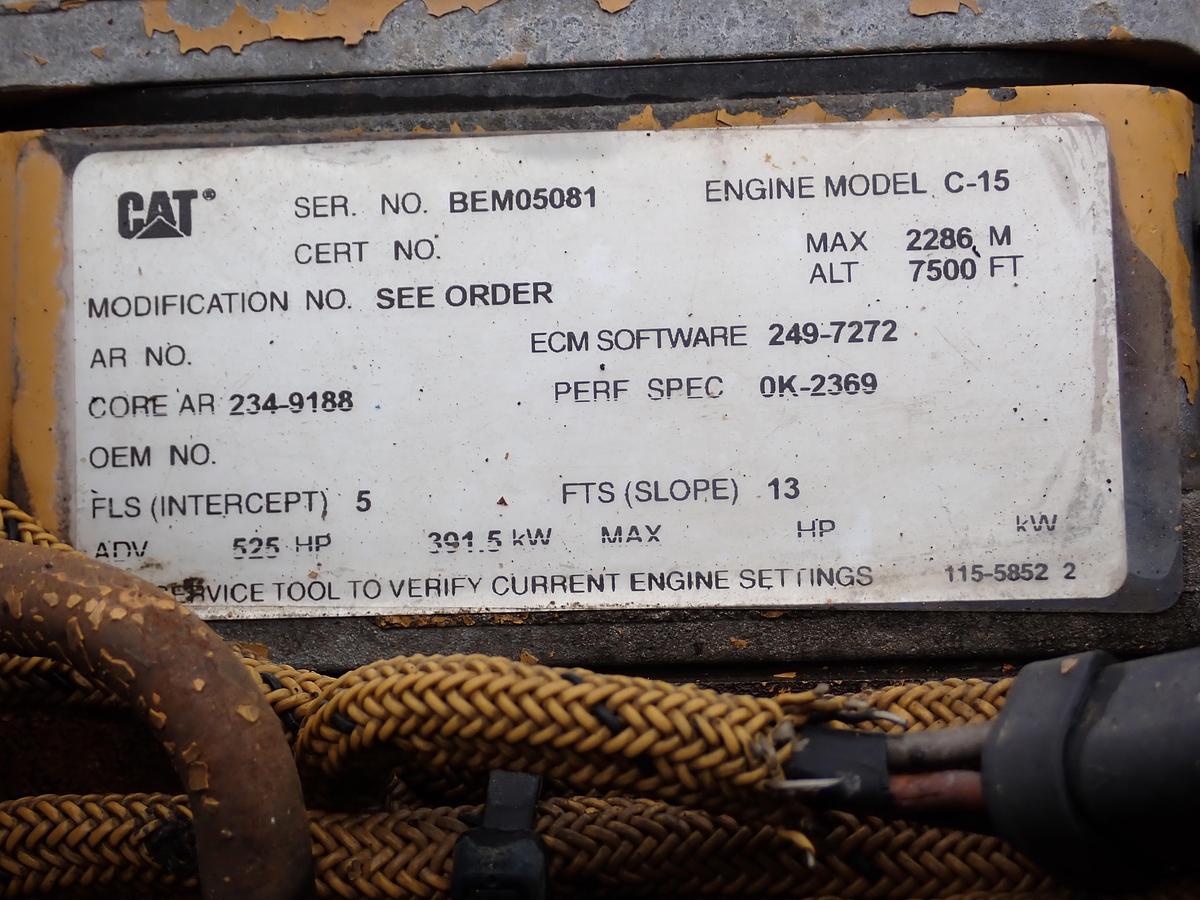 CAT® SER. NO. BEM05081 ENGINE MODEL C-15
CERT NO. MAX 2286 M
ALT 7500 FT
MODIFICATION NO. SEE ORDER
AR NO. ECM SOFTWARE 249-7272
CORE AR 234-9188 PERF SPEC 0K-2369
OEM NO.
FLS (INTERCEPT) 5 FTS (SLOPE) 13
ADV 525 HP 391.5 kW MAX HP kW
SERVICE TOOL TO VERIFY CURRENT ENGINE SETTINGS 115-5852 2